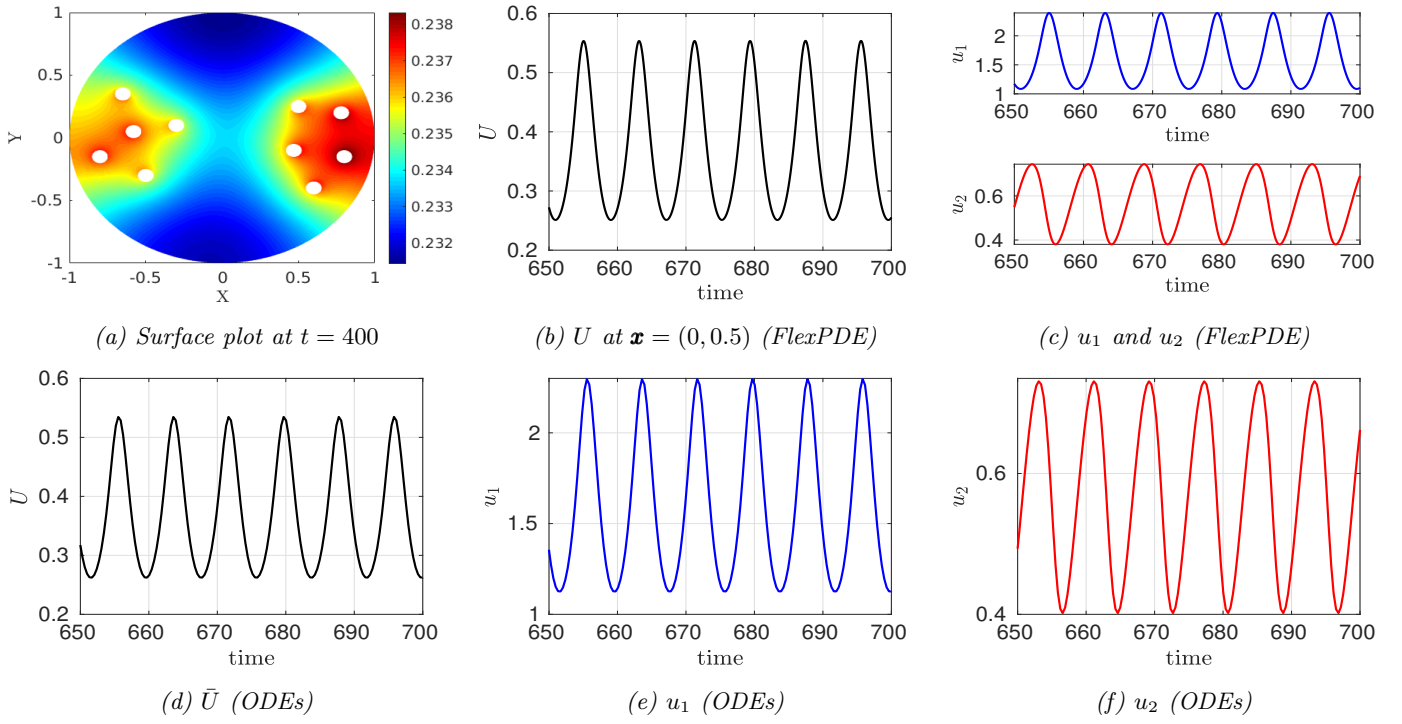 1
0.5
0
-0.5
-1
Y
-1 -0.5 0 0.5 1
X
0.238
0.237
0.236
0.235
0.234
0.233
0.232
(a) Surface plot at t = 400
0.6
0.5
0.4
0.3
0.2
U
650 660 670 680 690 700
time
(b) U at x = (0, 0.5) (FlexPDE)
2
1.5
1
u₁
650 660 670 680 690 700
time
0.6
0.4
u₂
650 660 670 680 690 700
time
(c) u₁ and u₂ (FlexPDE)
0.6
0.5
0.4
0.3
0.2
U
650 660 670 680 690 700
time
(d) Ū (ODEs)
2
1.5
1
u₁
650 660 670 680 690 700
time
(e) u₁ (ODEs)
0.6
0.4
u₂
650 660 670 680 690 700
time
(f) u₂ (ODEs)